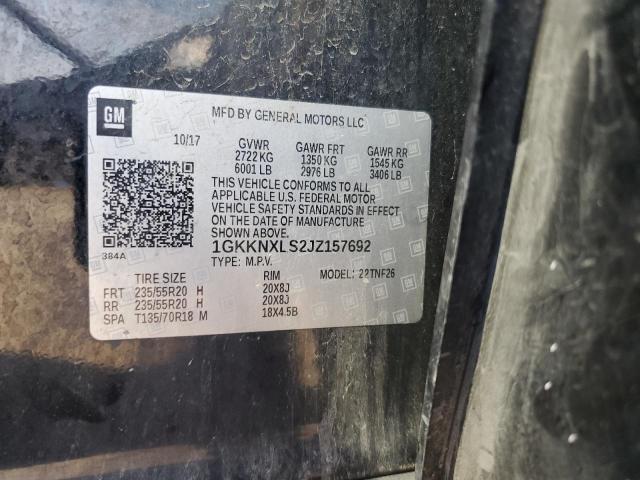 GM
MFD BY GENERAL MOTORS LLC
10/17 GVWR GAWR FRT GAWR RR
2722 KG 1350 KG 1545 KG
6001 LB 2976 LB 3406 LB
THIS VEHICLE CONFORMS TO ALL
APPLICABLE U.S. FEDERAL MOTOR
VEHICLE SAFETY STANDARDS IN EFFECT
ON THE DATE OF MANUFACTURE
SHOWN ABOVE.
1GKKNXLS2JZ157692
384A
TYPE: M.P.V. MODEL: 22TNF26
TIRE SIZE RIM
FRT 235/55R20 H 20X8J
RR 235/55R20 H 20X8J
SPA T135/70R18 M 18X4.5B